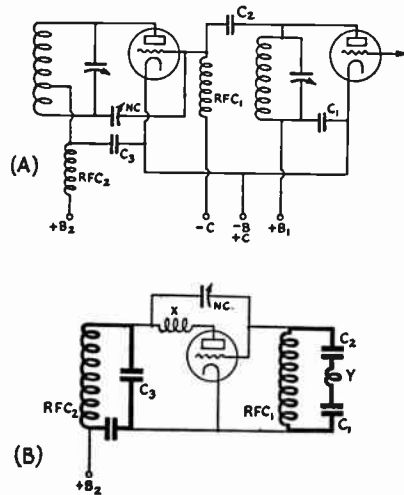 C₂
NC
RFC₁
C₁
C₃
(A)
RFC₂
+B₂
-C
-B
+C
+B₁
NC
X
C₂
C₃
Y
RFC₂
RFC₁
C₁
(B)
+B₂